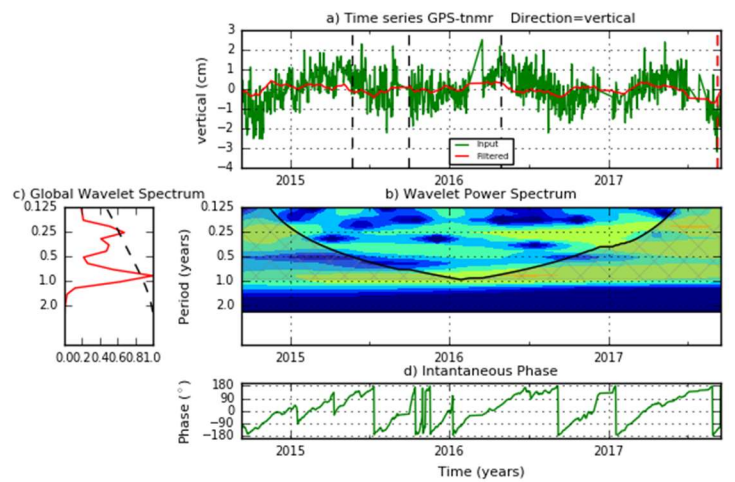 a) Time series GPS-tnmr    Direction=vertical
3
2
1
0
−1
−2
−3
−4
vertical (cm)
Input
Filtered
2015 2016 2017
c) Global Wavelet Spectrum
0.125
0.25
0.5
1.0
2.0
0.00.20.40.60.81.0
b) Wavelet Power Spectrum
0.125
0.25
0.5
1.0
2.0
Period (years)
2015 2016 2017
d) Intantaneous Phase
180
90
0
−90
−180
Phase (°)
2015 2016 2017
Time (years)